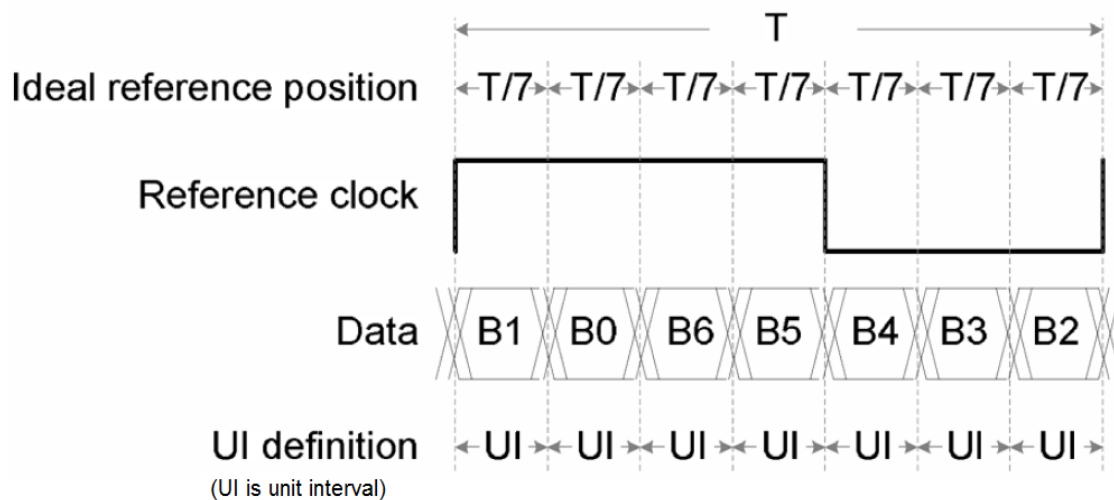 T
Ideal reference position T/7 T/7 T/7 T/7 T/7 T/7 T/7
Reference clock
Data B1 B0 B6 B5 B4 B3 B2
UI definition UI UI UI UI UI UI UI
(UI is unit interval)